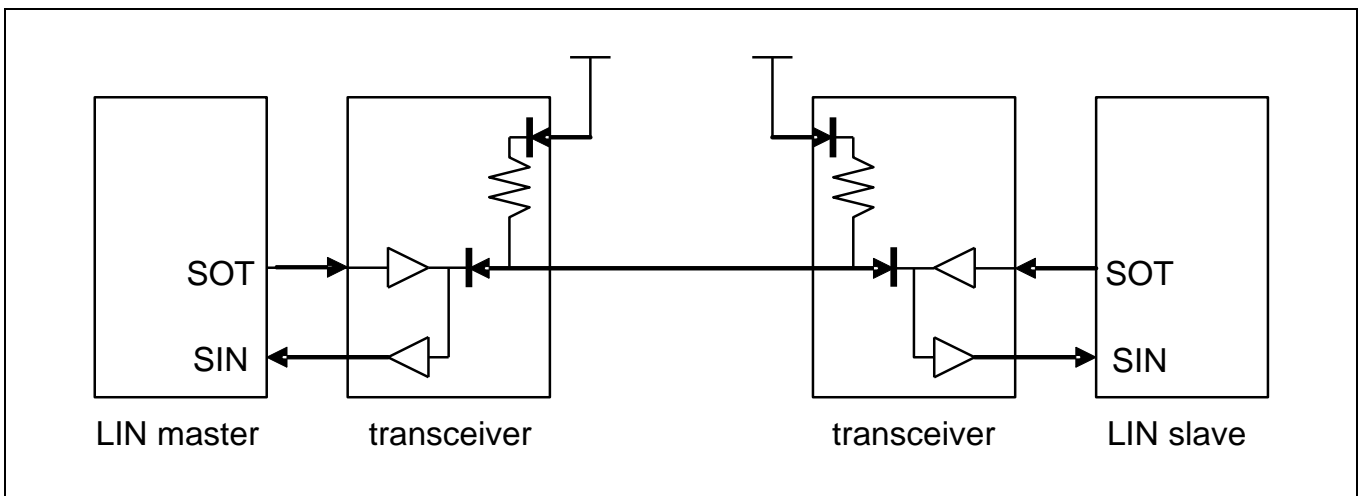 SOT
SOT
SIN
SIN
LIN master
transceiver
transceiver
LIN slave